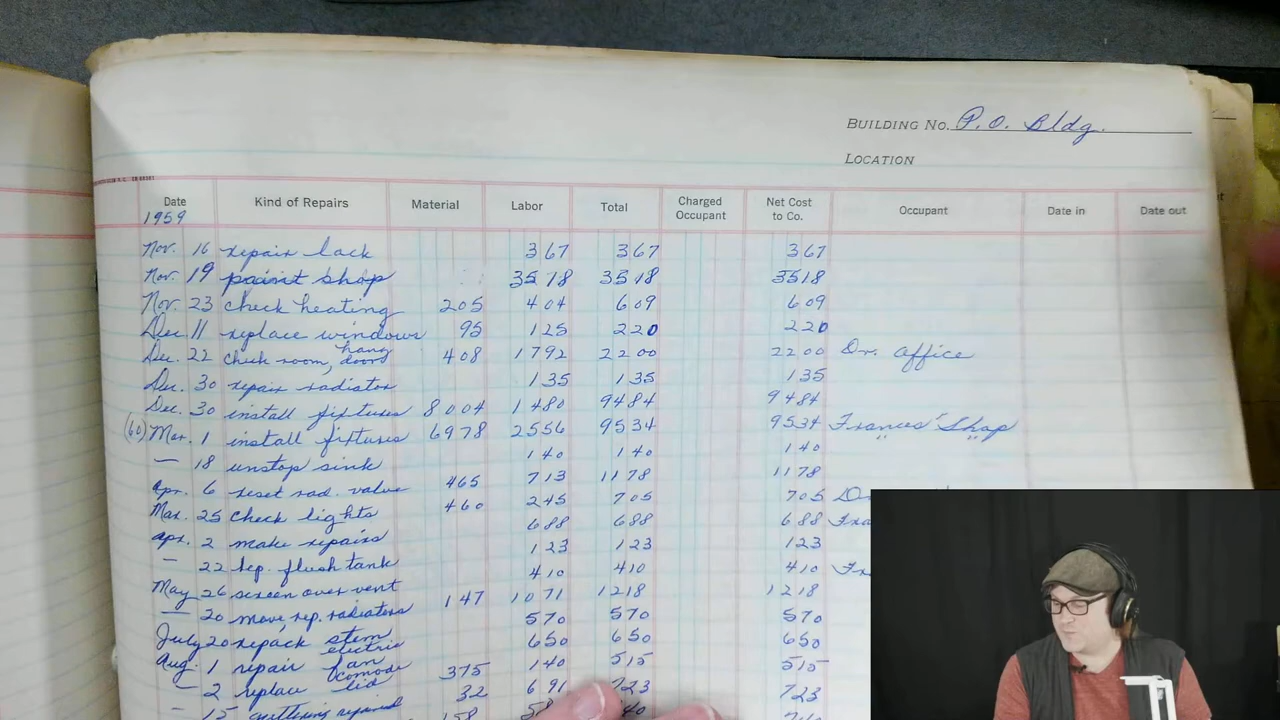 BUILDING No. P.O. Bldg.
LOCATION
Date Kind of Repairs Material Labor Total Charged Occupant Net Cost to Co. Occupant Date in Date out
1959
Nov. 16 repair lock 367 367 367
Nov. 19 paint shop 3518 3518 3518
Nov. 23 check heating 205 404 609 609
Dec. 11 replace windows 95 125 220 220
Dec. 22 check room, hang doors 408 1792 2200 2200 Dr. Office
Dec. 30 repair radiator 135 135 135
Dec. 30 install fixtures 8004 1480 9484 9484
(60) Mar. 1 install fixtures 6978 2556 9534 9534 Frances' Shop
— 18 unstop sink 140 140 140 " "
Apr. 6 reset rad. valve 465 713 1178 1178
Mar. 25 check lights 460 245 705 705
Apr. 2 make repairs 688 688 688
— 22 rep. flush tank 123 123 123
May 26 screen over vent 410 410 410
— 20 move, rep. radiators 147 1071 1218 1218
July 20 repack stem 570 570 570
Aug. 1 repair electric fan 650 650 650
— 2 replace comode lid 375 140 515 515
— 15 guttering repaired 32 691 723 723
158